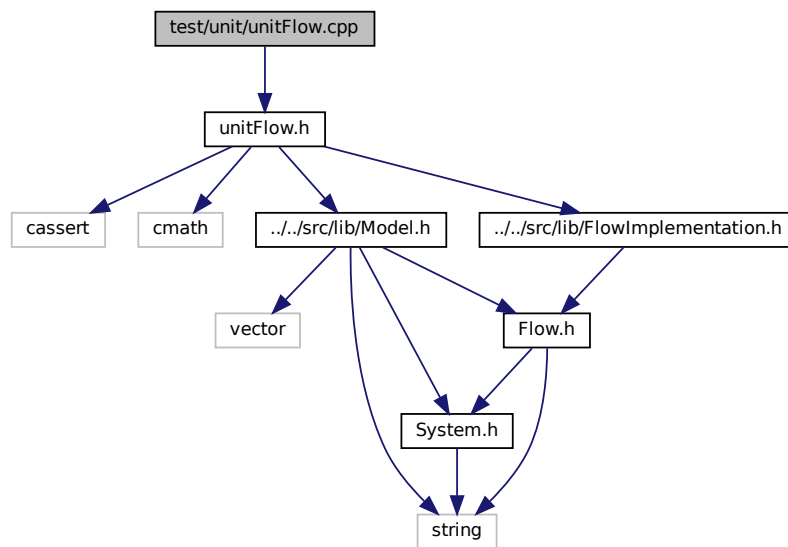 test/unit/unitFlow.cpp
unitFlow.h
cassert
cmath
../../src/lib/Model.h
../../src/lib/FlowImplementation.h
vector
Flow.h
System.h
string